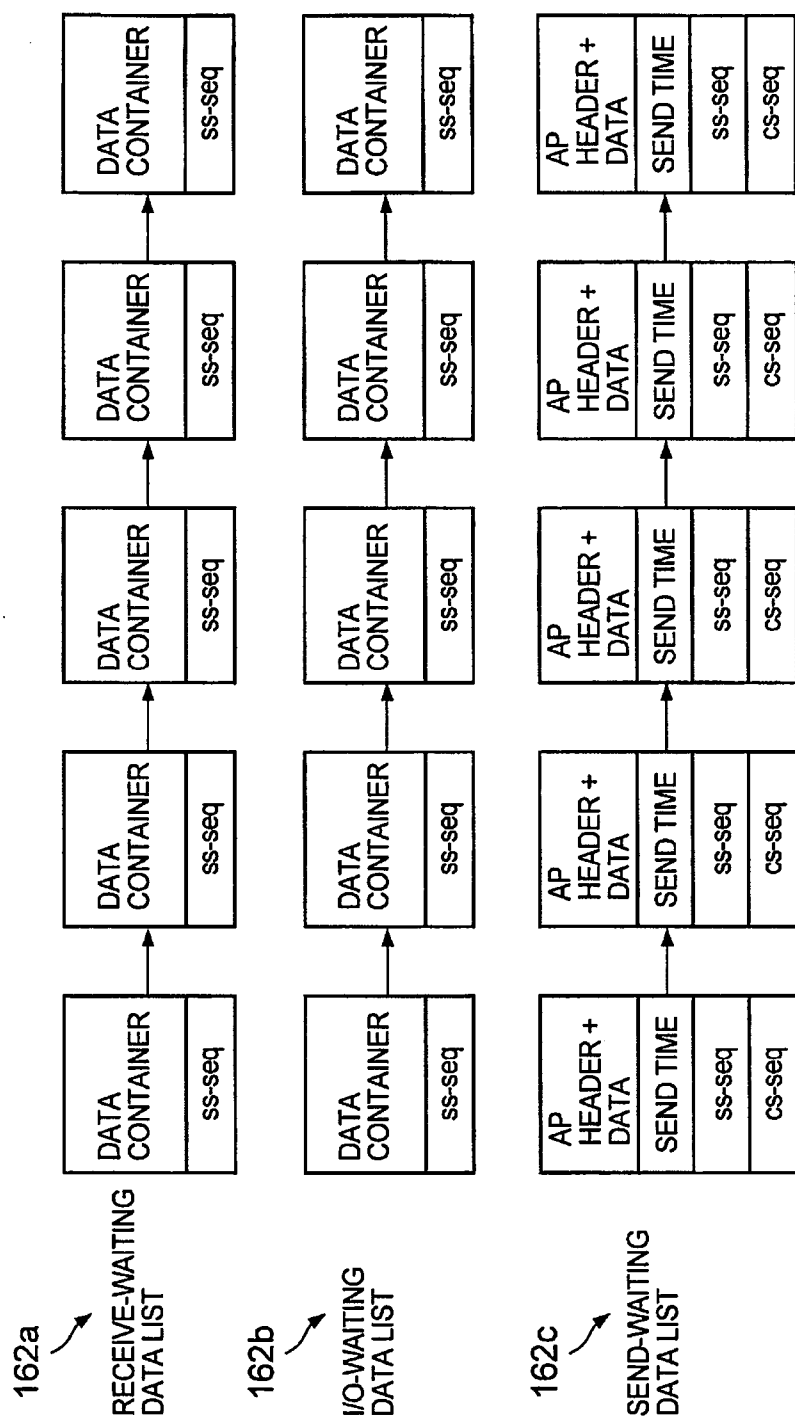 162a
RECEIVE-WAITING
DATA LIST
DATA
CONTAINER
ss-seq
DATA
CONTAINER
ss-seq
DATA
CONTAINER
ss-seq
DATA
CONTAINER
ss-seq
DATA
CONTAINER
ss-seq
162b
I/O-WAITING
DATA LIST
DATA
CONTAINER
ss-seq
DATA
CONTAINER
ss-seq
DATA
CONTAINER
ss-seq
DATA
CONTAINER
ss-seq
DATA
CONTAINER
ss-seq
162c
SEND-WAITING
DATA LIST
AP
HEADER +
DATA
SEND TIME
ss-seq
cs-seq
AP
HEADER +
DATA
SEND TIME
ss-seq
cs-seq
AP
HEADER +
DATA
SEND TIME
ss-seq
cs-seq
AP
HEADER +
DATA
SEND TIME
ss-seq
cs-seq
AP
HEADER +
DATA
SEND TIME
ss-seq
cs-seq